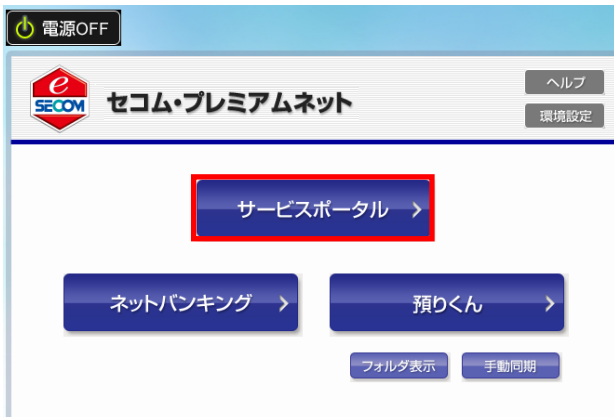 電源OFF
e
SECOM
セコム・プレミアムネット
ヘルプ
環境設定
サービスポータル
ネットバンキング
預りくん
フォルダ表示
手動同期